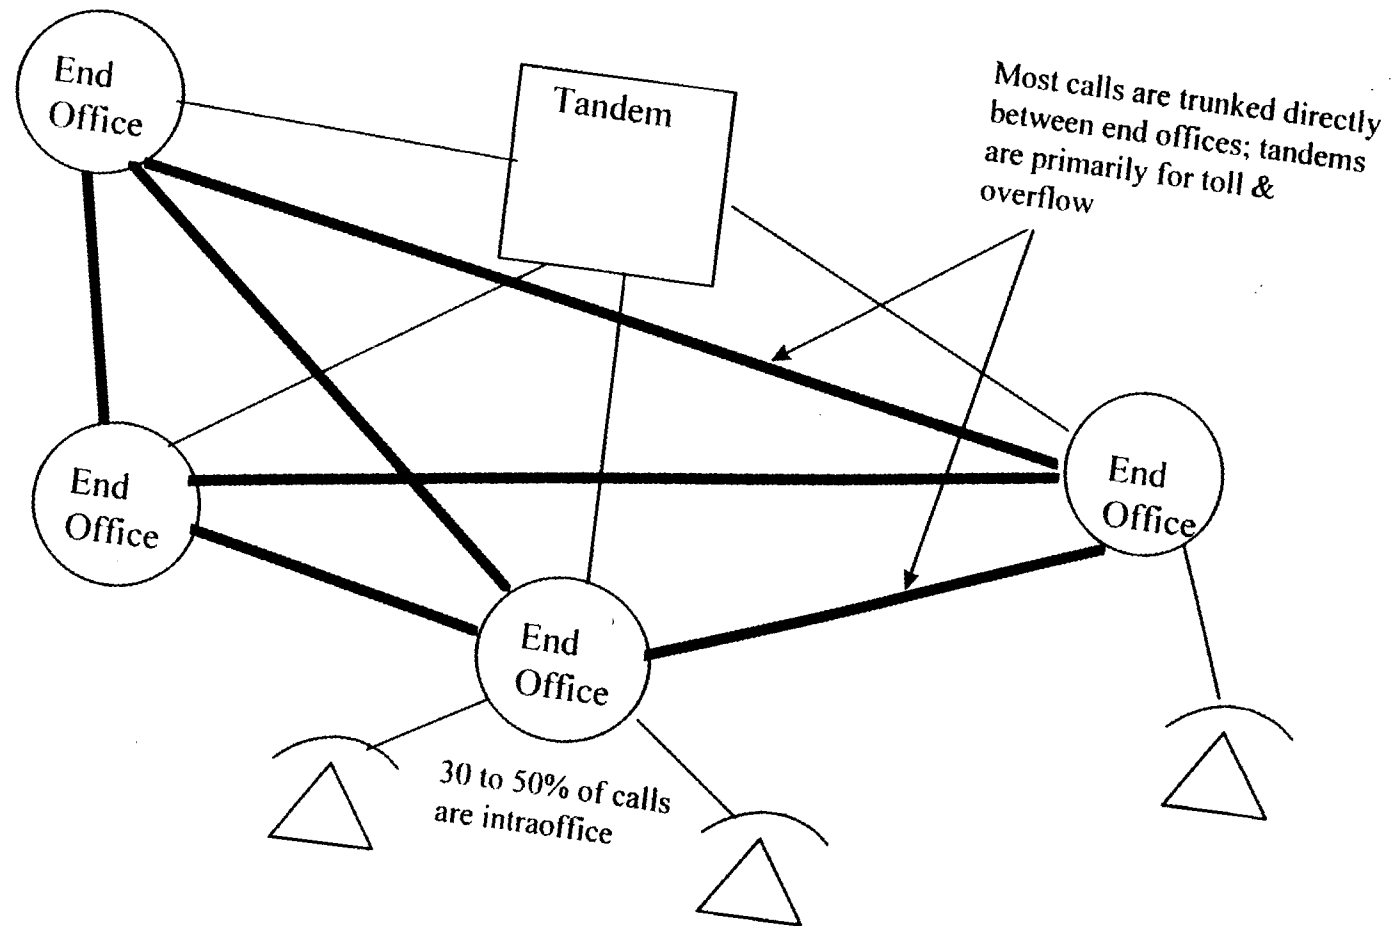 End
Office
Tandem
Most calls are trunked directly
between end offices; tandems
are primarily for toll &
overflow
End
Office
End
Office
End
Office
30 to 50% of calls
are intraoffice